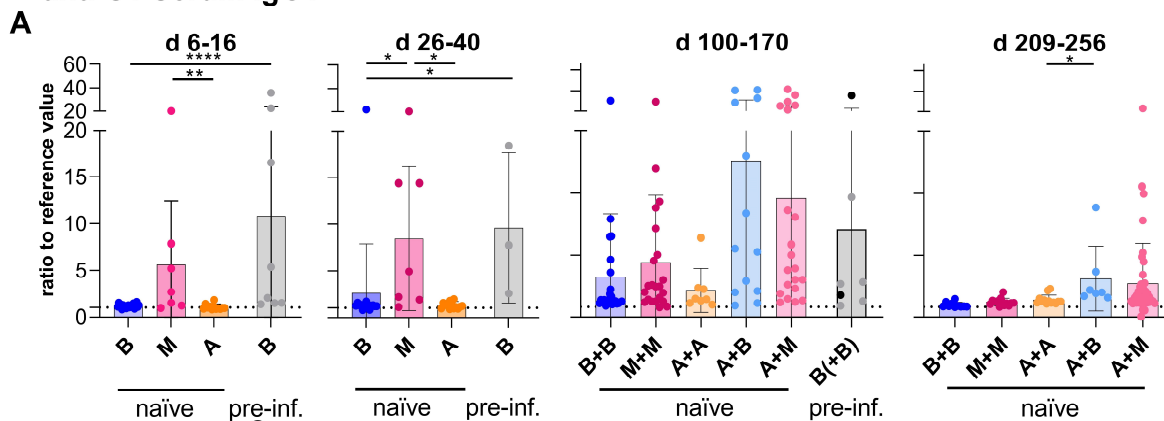 A
d 6-16
d 26-40
d 100-170
d 209-256
ratio to reference value
60
40
20
20
15
10
5
0
****
**
*
*
*
*
B
M
A
B
B
M
A
B
B+B
M+M
A+A
A+B
A+M
B(+B)
B+B
M+M
A+A
A+B
A+M
naïve
pre-inf.
naïve
pre-inf.
naïve
pre-inf.
naïve